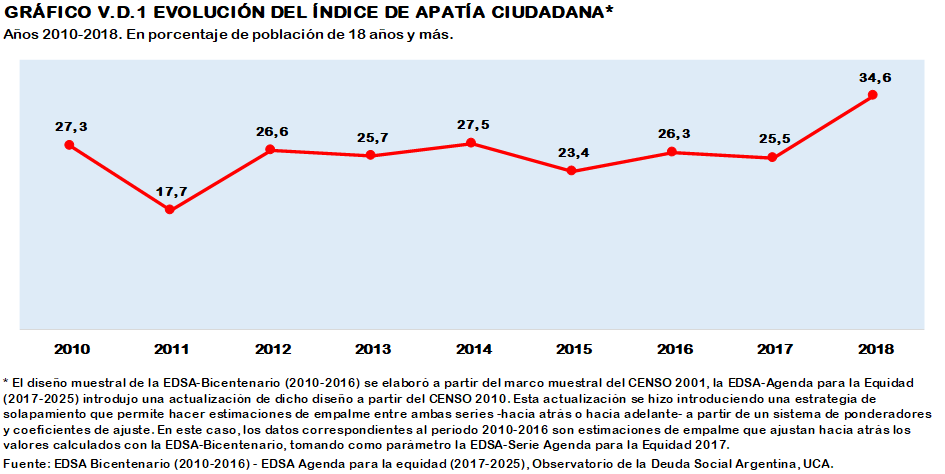 GRÁFICO V.D.1 EVOLUCIÓN DEL ÍNDICE DE APATÍA CIUDADANA*
Años 2010-2018. En porcentaje de población de 18 años y más.
27,3
17,7
26,6
25,7
27,5
23,4
26,3
25,5
34,6
2010 2011 2012 2013 2014 2015 2016 2017 2018
* El diseño muestral de la EDSA-Bicentenario (2010-2016) se elaboró a partir del marco muestral del CENSO 2001, la EDSA-Agenda para la Equidad
(2017-2025) introdujo una actualización de dicho diseño a partir del CENSO 2010. Esta actualización se hizo introduciendo una estrategia de
solapamiento que permite hacer estimaciones de empalme entre ambas series -hacia atrás o hacia adelante- a partir de un sistema de ponderadores
y coeficientes de ajuste. En este caso, los datos correspondientes al periodo 2010-2016 son estimaciones de empalme que ajustan hacia atrás los
valores calculados con la EDSA-Bicentenario, tomando como parámetro la EDSA-Serie Agenda para la Equidad 2017.
Fuente: EDSA Bicentenario (2010-2016) - EDSA Agenda para la equidad (2017-2025), Observatorio de la Deuda Social Argentina, UCA.